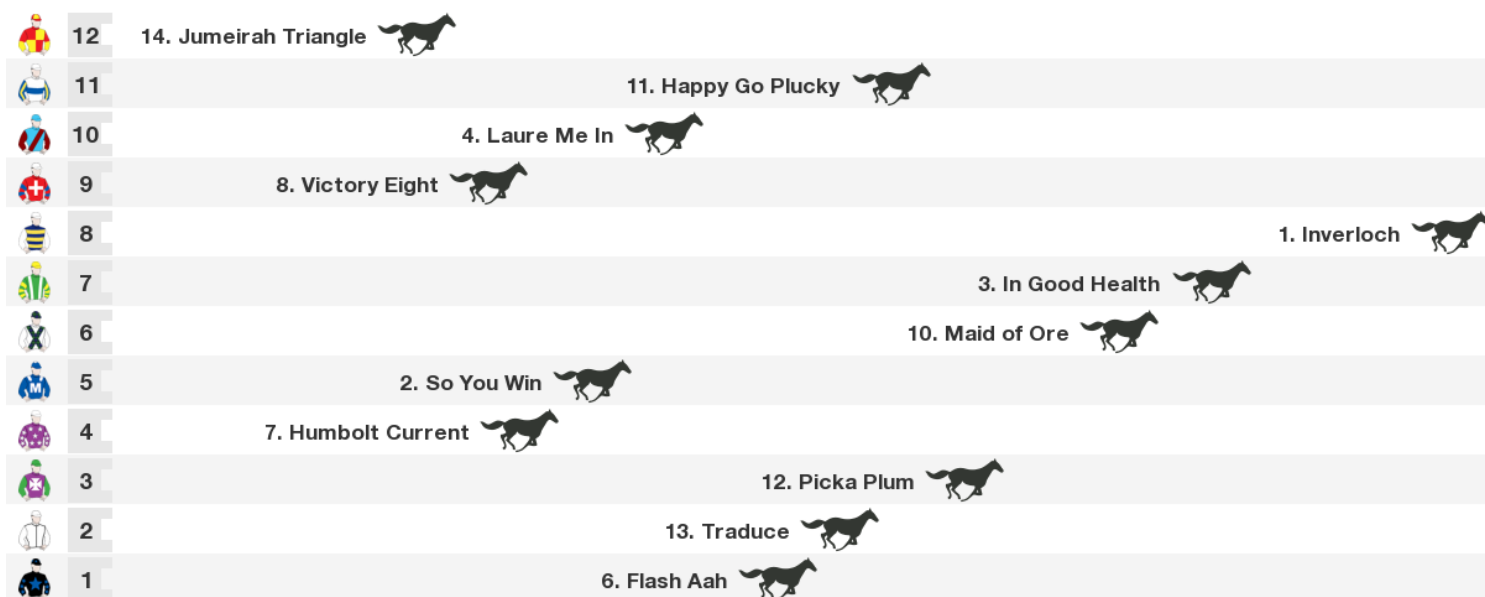 12 14. Jumeirah Triangle
11 11. Happy Go Plucky
10 4. Laure Me In
9 8. Victory Eight
8 1. Inverloch
7 3. In Good Health
6 10. Maid of Ore
5 2. So You Win
M
4 7. Humbolt Current
3 12. Picka Plum
2 13. Traduce
1 6. Flash Aah